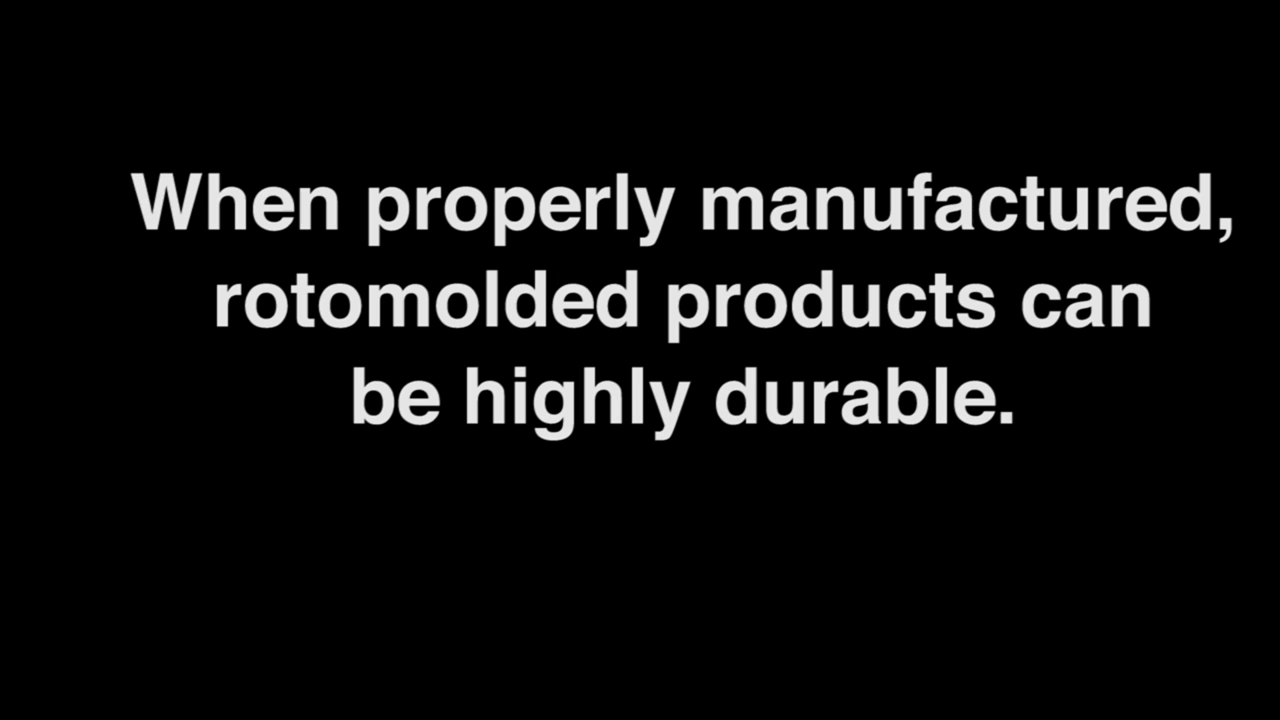 When properly manufactured,
rotomolded products can
be highly durable.